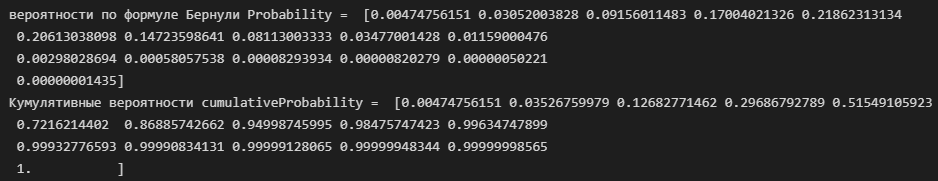 вероятности по формуле Бернули Probability =  [0.00474756151 0.03052003828 0.09156011483 0.17004021326 0.21862313134
 0.20613038098 0.14723598641 0.08113003333 0.03477001428 0.01159000476
 0.00298028694 0.00058057538 0.00008293934 0.00000820279 0.00000050221
 0.00000001435]
Кумулятивные вероятности cumulativeProbability =  [0.00474756151 0.03526759979 0.12682771462 0.29686792789 0.51549105923
 0.7216214402  0.86885742662 0.94998745995 0.98475747423 0.99634747899
 0.99932776593 0.99990834131 0.99999128065 0.99999948344 0.99999998565
 1.           ]